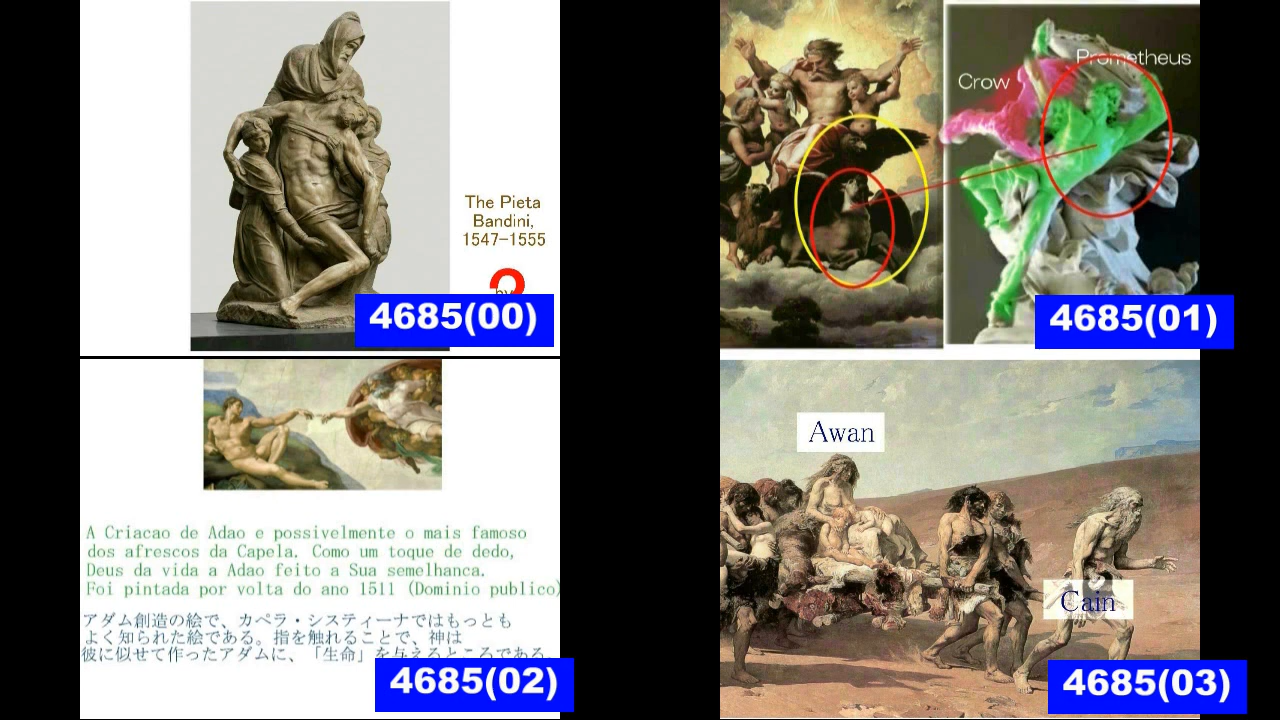 The Pieta
Bandini,
1547-1555
by
4685(00)
Prometheus
Crow
4685(01)
A Criacao de Adao e possivelmente o mais famoso
dos afrescos da Capela. Como um toque de dedo,
Deus da vida a Adao feito a Sua semelhanca.
Foi pintada por volta do ano 1511 (Dominio publico)
アダム創造の絵で、カペラ・システィーナではもっとも
よく知られた絵である。指を触れることで、神は
彼に似せて作ったアダムに、「生命」を与えるところである
4685(02)
Awan
Cain
4685(03)